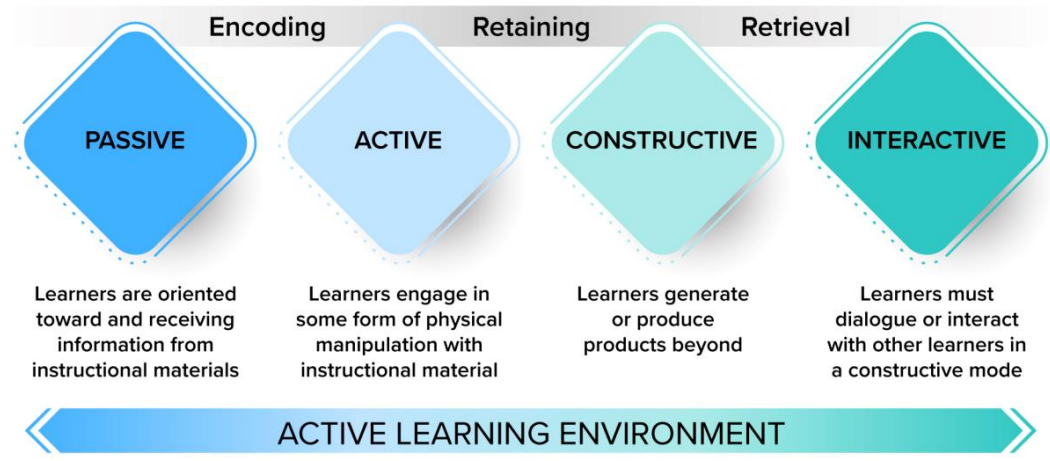 Encoding Retaining Retrieval
PASSIVE
ACTIVE
CONSTRUCTIVE
INTERACTIVE
Learners are oriented
toward and receiving
information from
instructional materials
Learners engage in
some form of physical
manipulation with
instructional material
Learners generate
or produce
products beyond
Learners must
dialogue or interact
with other learners in
a constructive mode
ACTIVE LEARNING ENVIRONMENT